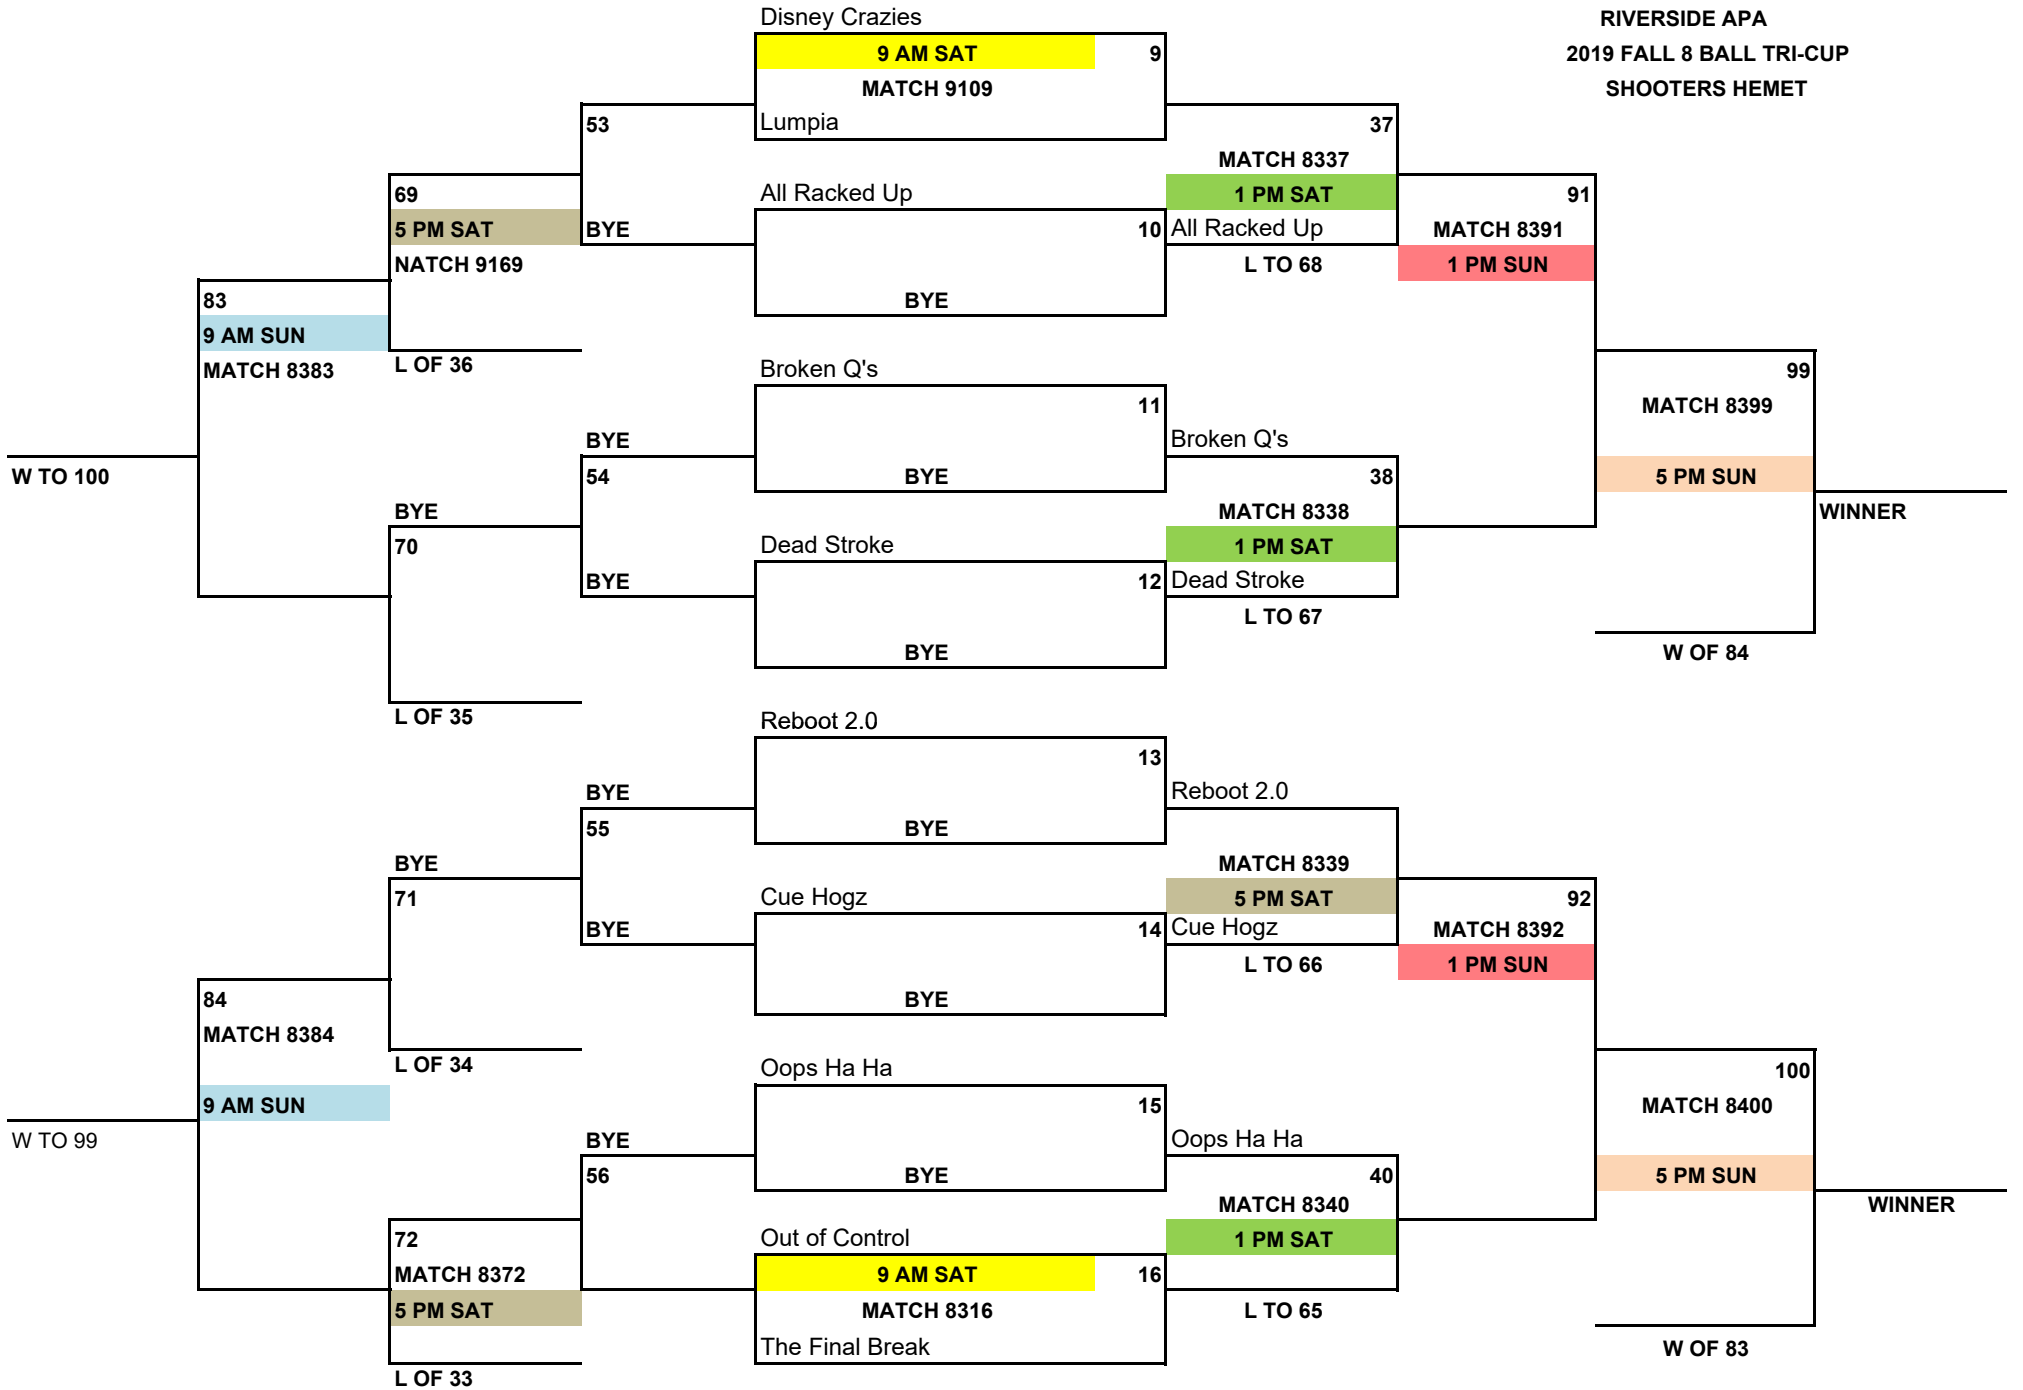 Disney Crazies
RIVERSIDE APA
9 AM SAT 9
2019 FALL 8 BALL TRI-CUP
MATCH 9109
SHOOTERS HEMET
53
Lumpia
37
MATCH 8337
69
All Racked Up
1 PM SAT
91
5 PM SAT
BYE
10
All Racked Up
MATCH 8391
NATCH 9169
L TO 68
1 PM SUN
83
BYE
9 AM SUN
MATCH 8383
L OF 36
Broken Q's
99
11
MATCH 8399
BYE
Broken Q's
W TO 100
54
BYE
38
5 PM SUN
BYE
MATCH 8338
WINNER
70
Dead Stroke
1 PM SAT
BYE
12
Dead Stroke
L TO 67
BYE
W OF 84
L OF 35
Reboot 2.0
13
BYE
Reboot 2.0
55
BYE
BYE
MATCH 8339
71
Cue Hogz
5 PM SAT
92
BYE
14
Cue Hogz
MATCH 8392
L TO 66
1 PM SUN
84
BYE
MATCH 8384
L OF 34
Oops Ha Ha
100
9 AM SUN
15
MATCH 8400
W TO 99
BYE
Oops Ha Ha
56
BYE
40
5 PM SUN
MATCH 8340
WINNER
72
Out of Control
1 PM SAT
MATCH 8372
9 AM SAT 16
5 PM SAT
MATCH 8316
L TO 65
The Final Break
W OF 83
L OF 33